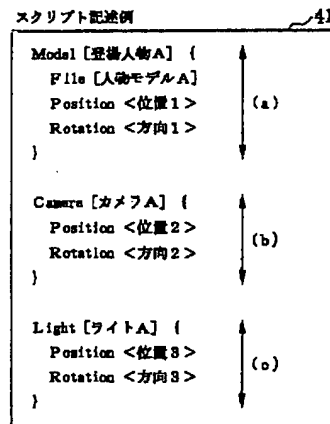 スクリプト記述例
41
Model [登場人物A] {
File [人物モデルA]
Position <位置1>
Rotation <方向1>
}
(a)
Camera [カメラA] {
Position <位置2>
Rotation <方向2>
}
(b)
Light [ライトA] {
Position <位置3>
Rotation <方向3>
}
(c)